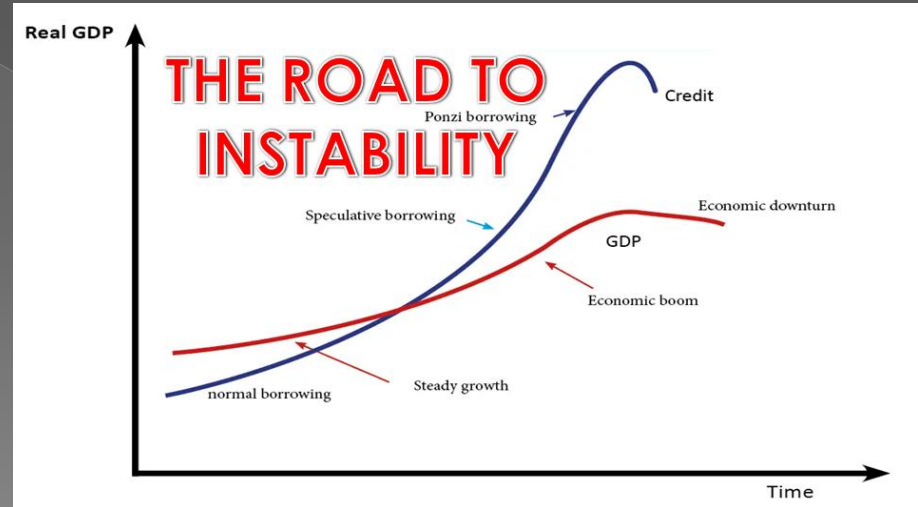 Real GDP
THE ROAD TO
INSTABILITY
Ponzi borrowing
Credit
Speculative borrowing
Economic downturn
GDP
Economic boom
Steady growth
normal borrowing
Time